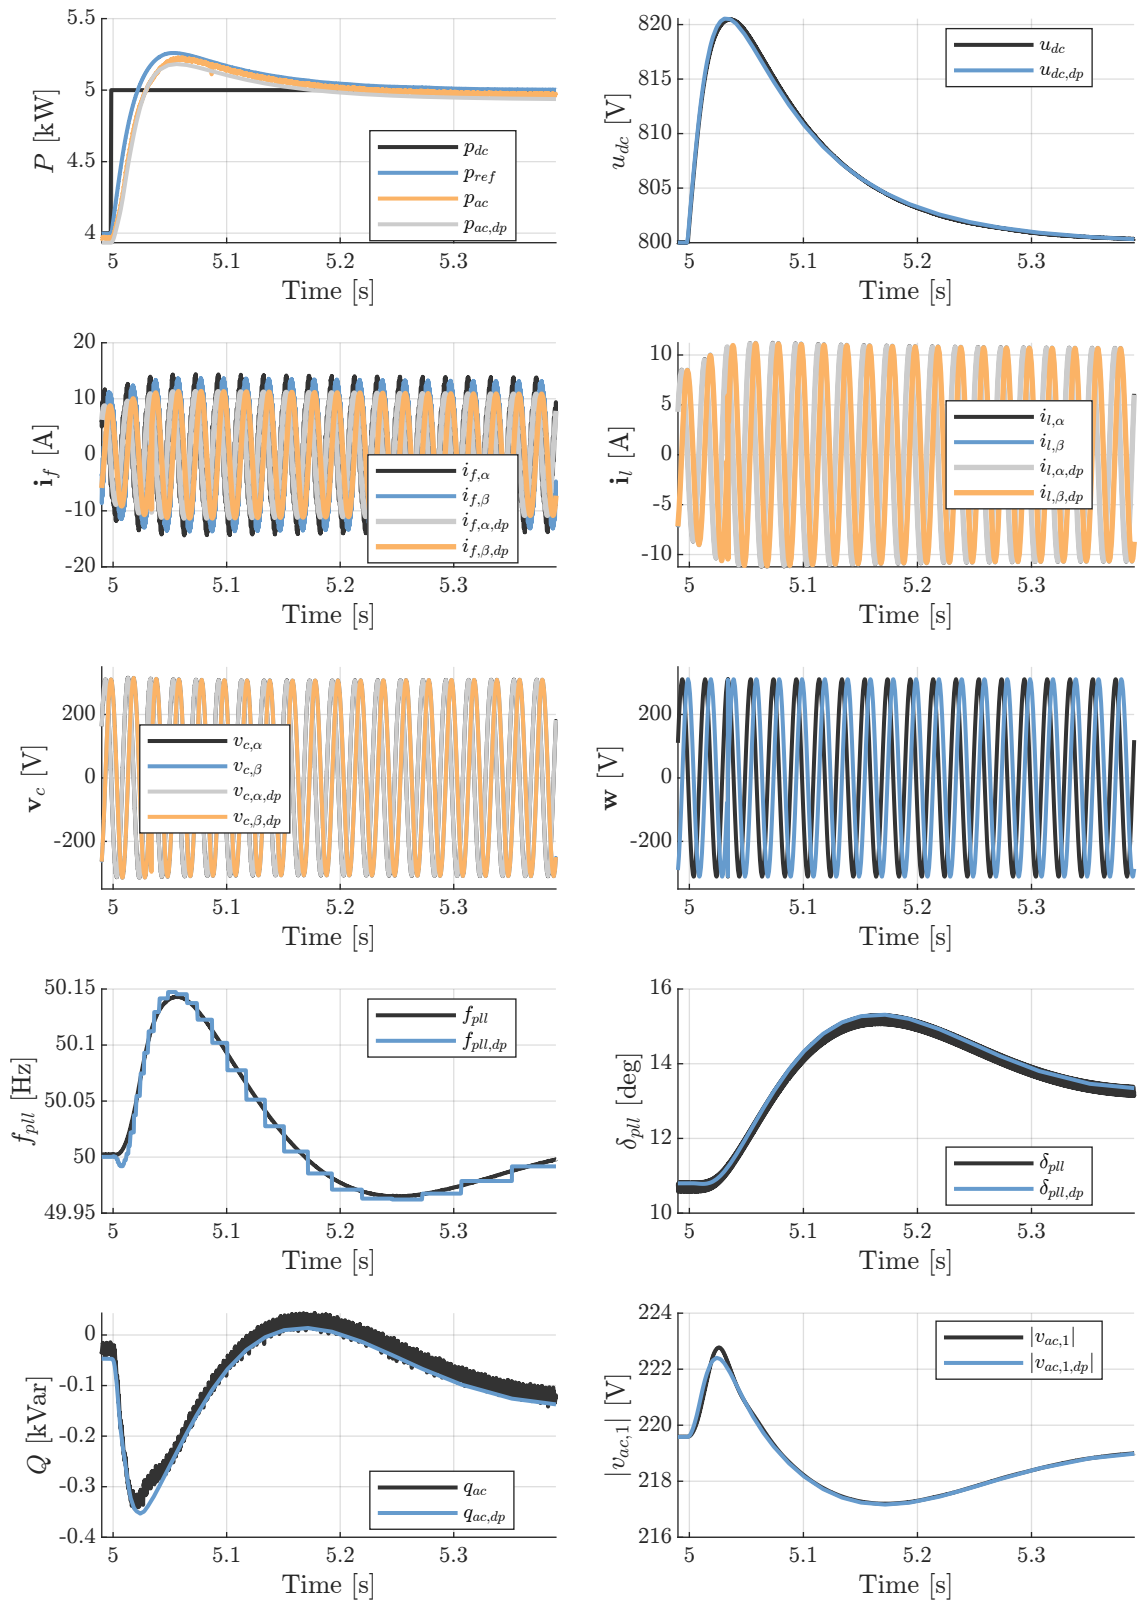 5.5
5
4.5
4
P [kW]
p_dc
p_ref
p_ac
p_ac,dp
5 5.1 5.2 5.3
Time [s]
820
815
810
805
800
u_dc [V]
u_dc
u_dc,dp
5 5.1 5.2 5.3
Time [s]
20
10
0
-10
-20
i_f [A]
i_f,α
i_f,β
i_f,α,dp
i_f,β,dp
5 5.1 5.2 5.3
Time [s]
10
5
0
-5
-10
i_l [A]
i_l,α
i_l,β
i_l,α,dp
i_l,β,dp
5 5.1 5.2 5.3
Time [s]
200
0
-200
v_c [V]
v_c,α
v_c,β
v_c,α,dp
v_c,β,dp
5 5.1 5.2 5.3
Time [s]
200
0
-200
w [V]
5 5.1 5.2 5.3
Time [s]
50.15
50.1
50.05
50
49.95
f_pll [Hz]
f_pll
f_pll,dp
5 5.1 5.2 5.3
Time [s]
16
14
12
10
δ_pll [deg]
δ_pll
δ_pll,dp
5 5.1 5.2 5.3
Time [s]
0
-0.1
-0.2
-0.3
-0.4
Q [kVar]
q_ac
q_ac,dp
5 5.1 5.2 5.3
Time [s]
224
222
220
218
216
|v_ac,1| [V]
|v_ac,1|
|v_ac,1,dp|
5 5.1 5.2 5.3
Time [s]